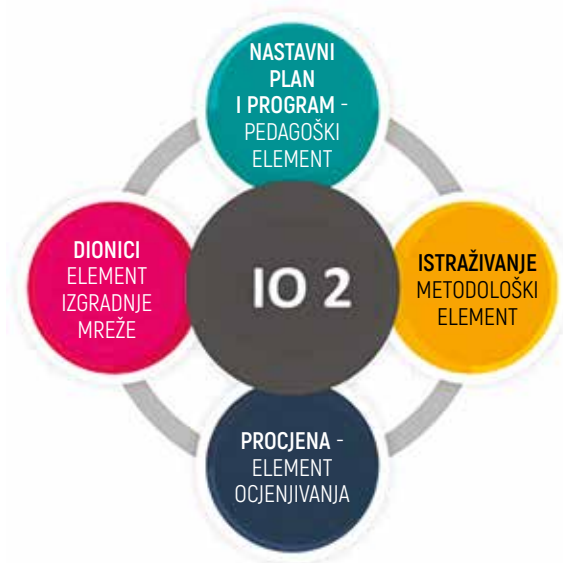 NASTAVNI
PLAN
I PROGRAM -
PEDAGOŠKI
ELEMENT
DIONICI
ELEMENT
IZGRADNJE
MREŽE
IO 2
ISTRAŽIVANJE
METODOLOŠKI
ELEMENT
PROCJENA -
ELEMENT
OCJENJIVANJA